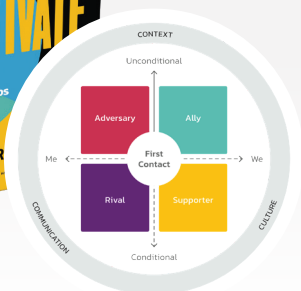 CONTEXT
Unconditional
Adversary
Ally
Me
First
Contact
We
Rival
Supporter
COMMUNICATION
CULTURE
Conditional